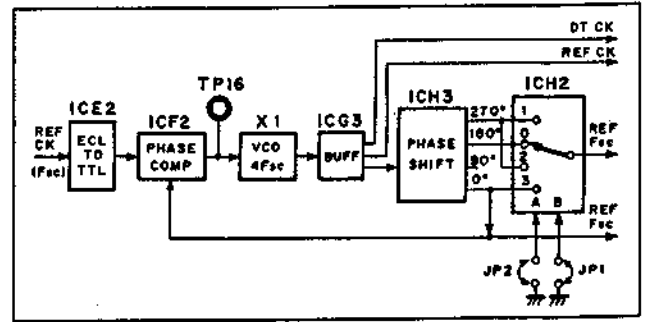 DT CK
REF CK
TP16
ICH2
ICE2
ICF2
X1
ICG3
ICH3
REF
CK
(Fsc)
ECL
TO
TTL
PHASE
COMP
VCO
4Fsc
BUFF
PHASE
SHIFT
270°
180°
90°
0°
1
0
2
3
A B
REF
Fsc
REF
Fsc
JP2
JP1